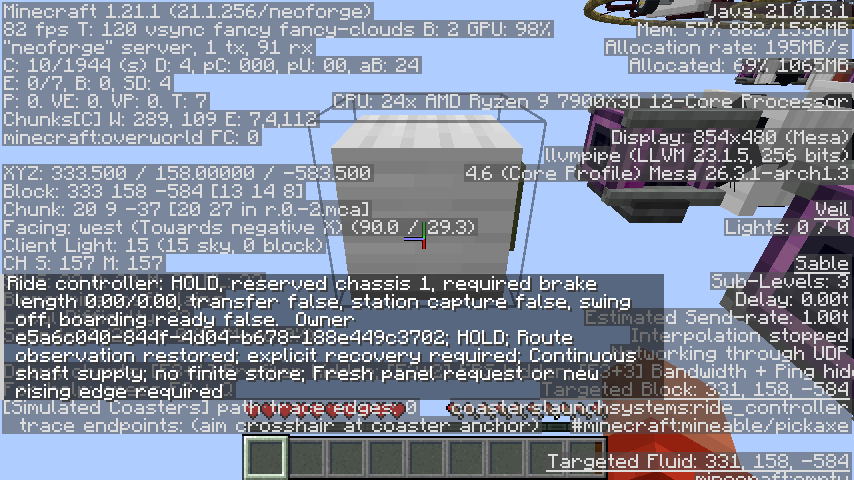 Minecraft 1.21.1 (21.1.256/neoforge)
82 fps T: 120 vsync fancy fancy-clouds B: 2 GPU: 98%
"neoforge" server, 1 tx, 91 rx
C: 10/1944 (s) D: 4, pC: 000, pU: 00, aB: 24
E: 0/7, B: 0, SD: 4
P: 0. VE: 0. VP: 0. T: 7
Chunks[C] W: 289, 109 E: 7,4,113
minecraft:overworld FC: 0
XYZ: 333.500 / 158.00000 / -583.500
Block: 333 158 -584 [13 14 8]
Chunk: 20 9 -37 [20 27 in r.0.-2.mca]
Facing: west (Towards negative X) (90.0 / 29.3)
Client Light: 15 (15 sky, 0 block)
CH S: 157 M: 157
Java: 21.0.13.1
Mem: 57% 882/1536MB
Allocation rate: 195MB/s
Allocated: 69% 1065MB
CPU: 24x AMD Ryzen 9 7900X3D 12-Core Processor
Display: 854x480 (Mesa)
llvmpipe (LLVM 23.1.5, 256 bits)
4.6 (Core Profile) Mesa 26.3.1-arch1.3
Veil
Lights: 0 / 0
Sable
Sub-Levels: 3
Delay: 0.00t
Estimated Send-rate: 1.00t
Interpolation stopped
Networking through UDP
Bandwidth + Ping hid
Targeted Block: 331, 158, -584
Ride controller: HOLD, reserved chassis 1, required brake
length 0.00/0.00, transfer false, station capture false, swing
off, boarding ready false. Owner
e5a6c040-844f-4d04-b678-188e449c3702; HOLD; Route
observation restored; explicit recovery required; Continuous
shaft supply; no finite store; Fresh panel request or new
rising edge required
[Simulated Coasters]
trace endpoints: (aim crosshair at coaster anchor)
#minecraft:mineable/pickaxe
Targeted Fluid: 331, 158, -584
minecraft:empty